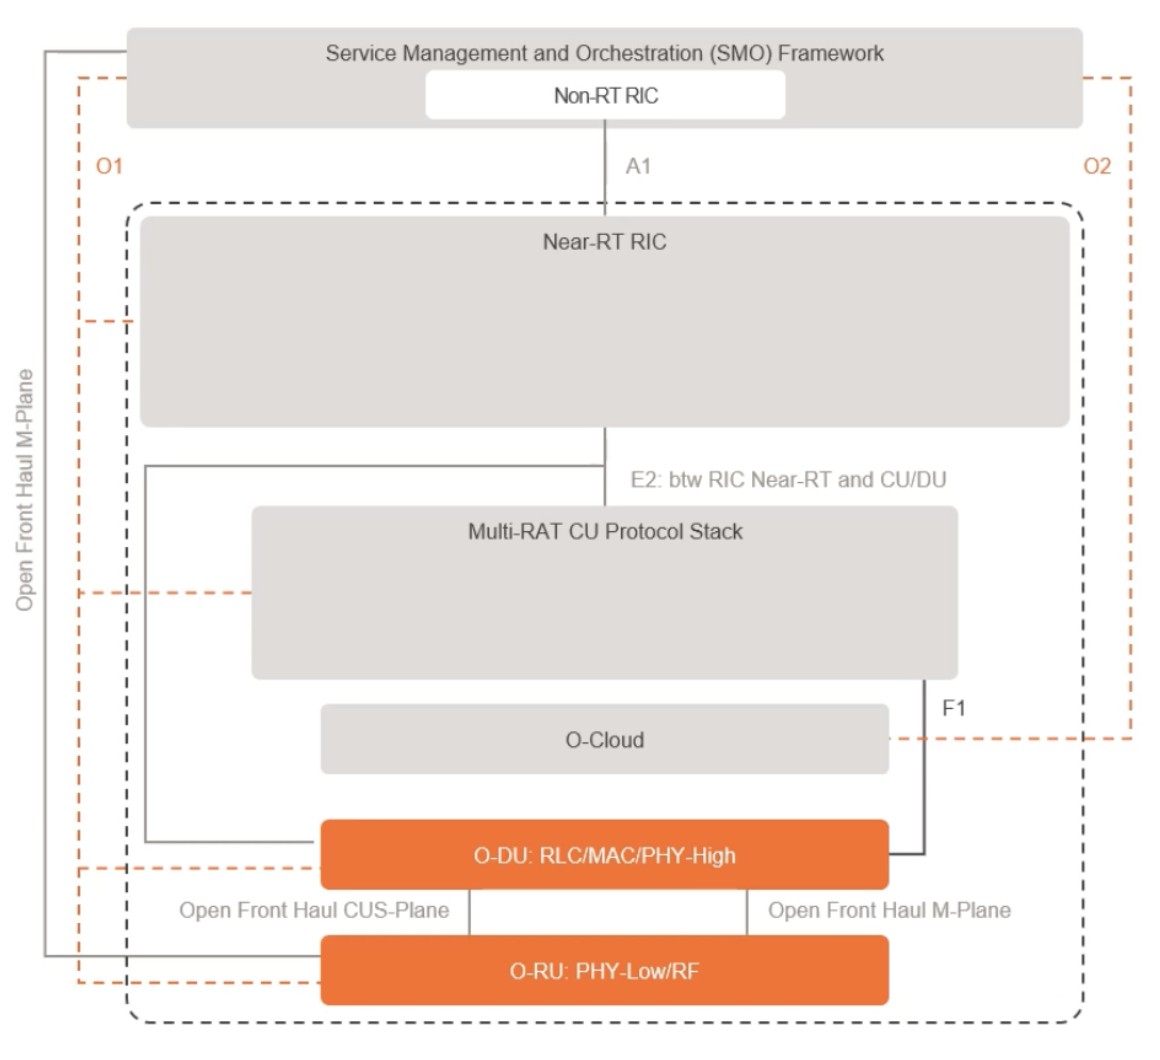 Service Management and Orchestration (SMO) Framework
Non-RT RIC
O1
A1
O2
Near-RT RIC
Open Front Haul M-Plane
E2: btw RIC Near-RT and CU/DU
Multi-RAT CU Protocol Stack
F1
O-Cloud
O-DU: RLC/MAC/PHY-High
Open Front Haul CUS-Plane
Open Front Haul M-Plane
O-RU: PHY-Low/RF